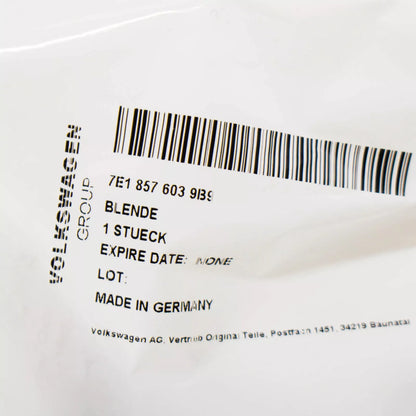 VOLKSWAGEN
GROUP
7E1 857 603 9B9
BLENDE
1 STUECK
EXPIRE DATE: NONE
LOT:
MADE IN GERMANY
Volkswagen AG, Vertrieb Original Teile, Postfach 1451, 34219 Baunatal